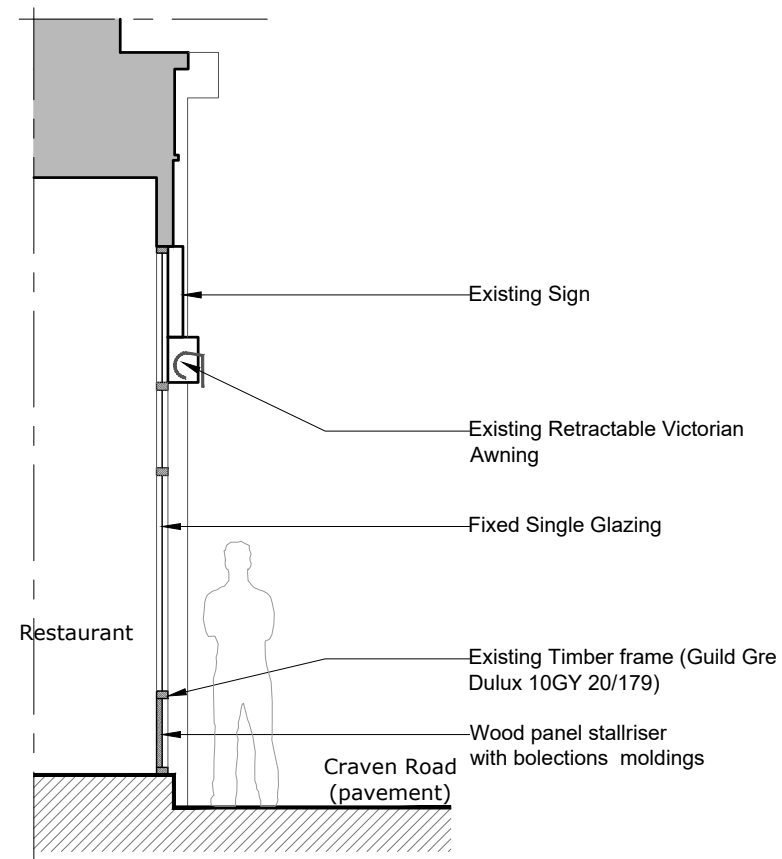 Existing Sign
Existing Retractable Victorian
Awning
Fixed Single Glazing
Restaurant
Existing Timber frame (Guild Gre
Dulux 10GY 20/179)
Wood panel stallriser
with bolections moldings
Craven Road
(pavement)